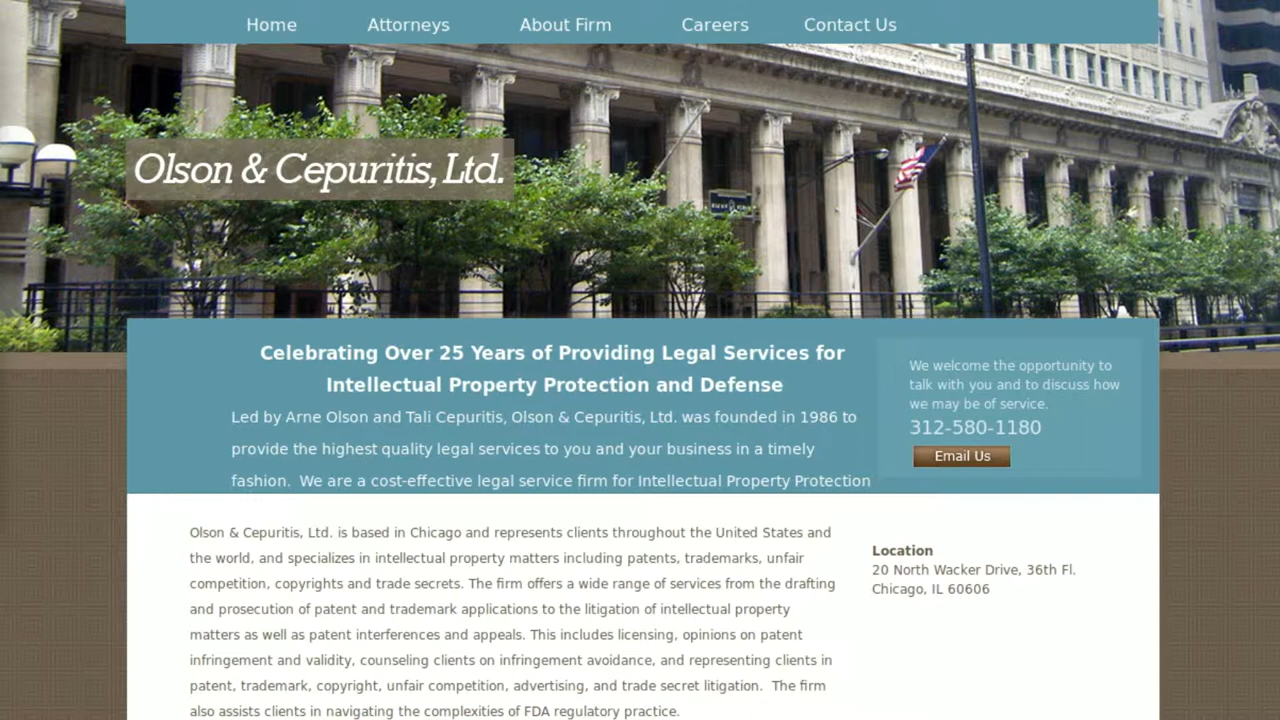 Home Attorneys About Firm Careers Contact Us
Olson & Cepuritis, Ltd.
Celebrating Over 25 Years of Providing Legal Services for
Intellectual Property Protection and Defense
Led by Arne Olson and Tali Cepuritis, Olson & Cepuritis, Ltd. was founded in 1986 to
provide the highest quality legal services to you and your business in a timely
fashion.  We are a cost-effective legal service firm for Intellectual Property Protection
We welcome the opportunity to
talk with you and to discuss how
we may be of service.
312-580-1180
Email Us
Olson & Cepuritis, Ltd. is based in Chicago and represents clients throughout the United States and
the world, and specializes in intellectual property matters including patents, trademarks, unfair
competition, copyrights and trade secrets. The firm offers a wide range of services from the drafting
and prosecution of patent and trademark applications to the litigation of intellectual property
matters as well as patent interferences and appeals. This includes licensing, opinions on patent
infringement and validity, counseling clients on infringement avoidance, and representing clients in
patent, trademark, copyright, unfair competition, advertising, and trade secret litigation.  The firm
also assists clients in navigating the complexities of FDA regulatory practice.
Location
20 North Wacker Drive, 36th Fl.
Chicago, IL 60606